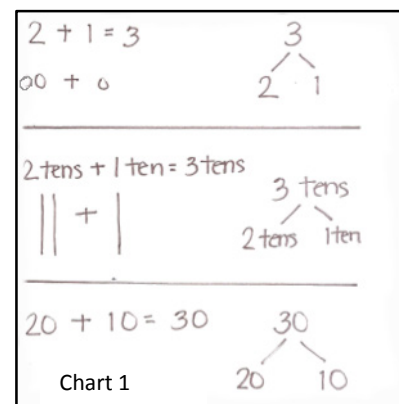 2 + 1 = 3
3
oo + o
2 1
2 tens + 1 ten = 3 tens
3 tens
|| + |
2 tens 1 ten
20 + 10 = 30
30
20 10
Chart 1